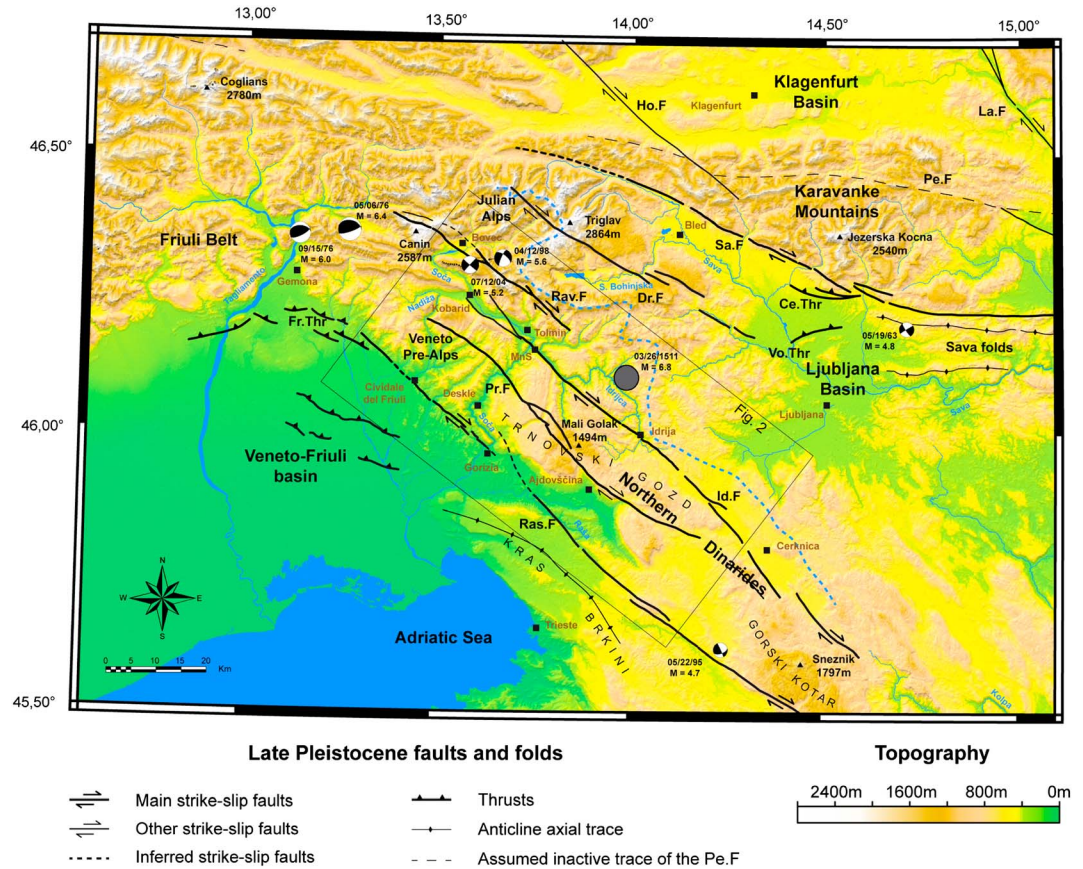 13,00°
13,50°
14,00°
14,50°
15,00°
46,50°
46,00°
45,50°
Coglians
2780m
Klagenfurt
Basin
Klagenfurt
Ho.F
La.F
Pe.F
Karavanke
Mountains
Jezerska Kocna
2540m
05/06/76
M = 6.4
Julian
Alps
Triglav
2864m
Bled
Sa.F
Friuli Belt
09/15/76
M = 6.0
Gemona
Canin
2587m
Bovec
04/12/98
M = 5.6
07/12/04
M = 5.2
Soča
Sava
S. Bohinjska
Tagliamento
Nadiža
Kobarid
Rav.F
Dr.F
Ce.Thr
05/19/63
M = 4.8
Fr.Thr
Tolmin
MnS
Veneto
Pre-Alps
03/26/1511
M = 6.8
Vo.Thr
Sava folds
Ljubljana
Basin
Cividale
del Friuli
Deskle
Pr.F
Idrijca
Ljubljana
Sava
Fig. 2
Soča
Mali Golak
1494m
Idrija
TRNOVSKI GOZD
Veneto-Friuli
basin
Gorizia
Ajdovščina
Northern
Dinarides
Id.F
Ras.F
Raša
Cerknica
KRAS
BRKINI
N
W E
S
Adriatic Sea
Trieste
05/22/95
M = 4.7
GORSKI KOTAR
Sneznik
1797m
Kolpa
0 5 10 15 20
Km
Late Pleistocene faults and folds
Topography
Main strike-slip faults
Thrusts
2400m 1600m 800m 0m
Other strike-slip faults
Anticline axial trace
Inferred strike-slip faults
Assumed inactive trace of the Pe.F